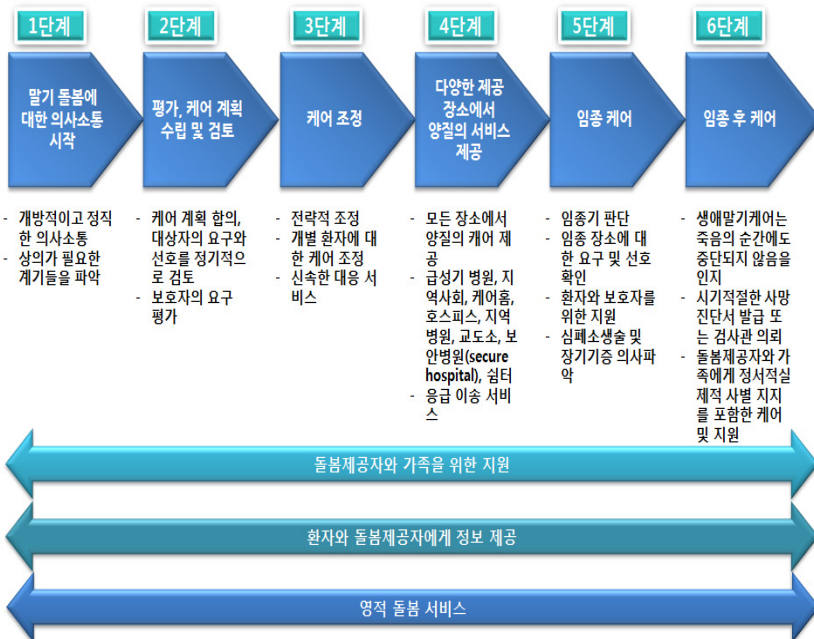 1단계
말기 돌봄에
대한 의사소통
시작
- 개방적이고 정직
한 의사소통
- 상의가 필요한
계기들을 파악
2단계
평가, 케어 계획
수립 및 검토
- 케어 계획 합의,
대상자의 요구와
선호를 정기적으
로 검토
- 보호자의 요구
평가
3단계
케어 조정
- 전략적 조정
- 개별 환자에 대
한 케어 조정
- 신속한 대응 서
비스
4단계
다양한 제공
장소에서
양질의 서비스
제공
- 모든 장소에서
양질의 캐어 제
공
- 급성기 병원, 지
역사회, 케어홈,
호스피스, 지역
병원, 교도소, 보
안병원(secure
hospital), 쉼터
- 응급 이송 서비
스
5단계
임종 케어
- 임종기 판단
- 임종 장소에 대
한 요구 및 선호
확인
- 환자와 보호자를
위한 지원
- 심폐소생술 및
장기기증 의사파
악
6단계
임종 후 케어
- 생애말기케어는
죽음의 순간에도
중단되지 않음을
인지
- 시기적절한 사망
진단서 발급 또
는 검사관 의뢰
- 돌봄제공자와 가
족에게 정서적실
제적 사별 지지
를 포함한 케어
및 지원
돌봄제공자와 가족을 위한 지원
환자와 돌봄제공자에게 정보 제공
영적 돌봄 서비스